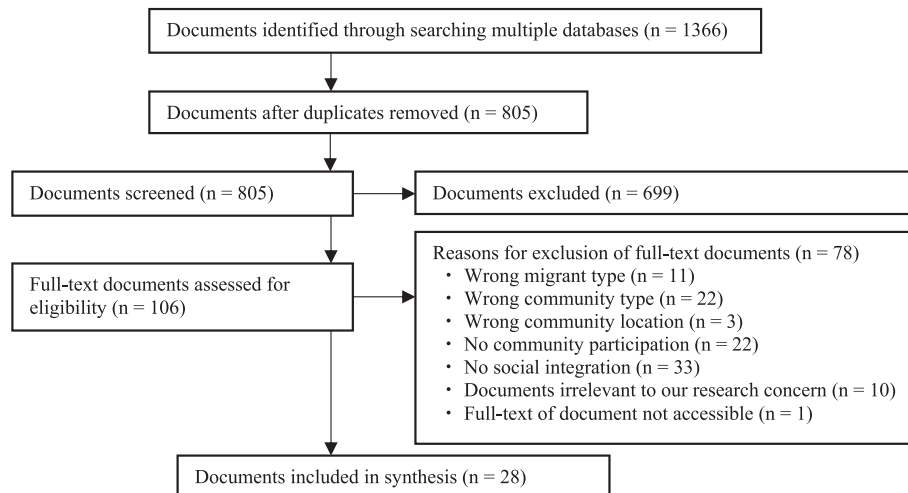 Documents identified through searching multiple databases (n = 1366)
Documents after duplicates removed (n = 805)
Documents screened (n = 805)
Documents excluded (n = 699)
Full-text documents assessed for
eligibility (n = 106)
Reasons for exclusion of full-text documents (n = 78)
・ Wrong migrant type (n = 11)
・ Wrong community type (n = 22)
・ Wrong community location (n = 3)
・ No community participation (n = 22)
・ No social integration (n = 33)
・ Documents irrelevant to our research concern (n = 10)
・ Full-text of document not accessible (n = 1)
Documents included in synthesis (n = 28)